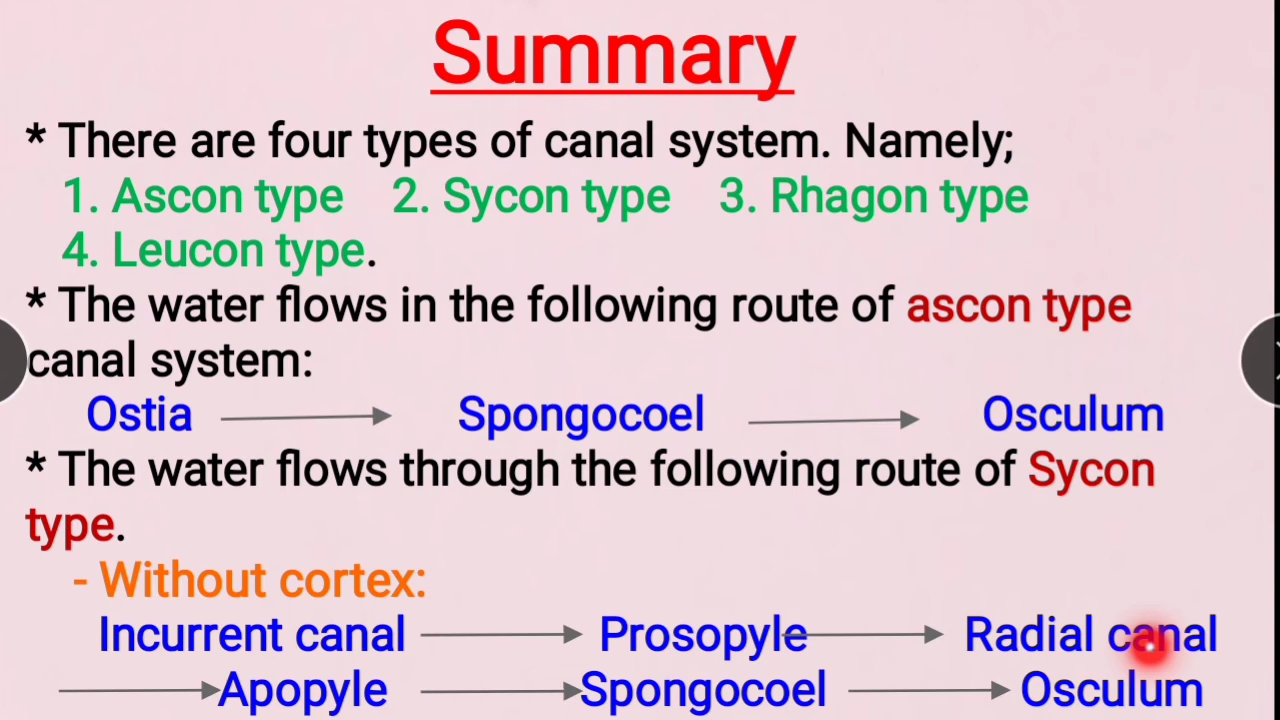 Summary
* There are four types of canal system. Namely;
1. Ascon type 2. Sycon type 3. Rhagon type
4. Leucon type.
* The water flows in the following route of ascon type
canal system:
Ostia Spongocoel Osculum
* The water flows through the following route of Sycon
type.
- Without cortex:
Incurrent canal Prosopyle Radial canal
Apopyle Spongocoel Osculum